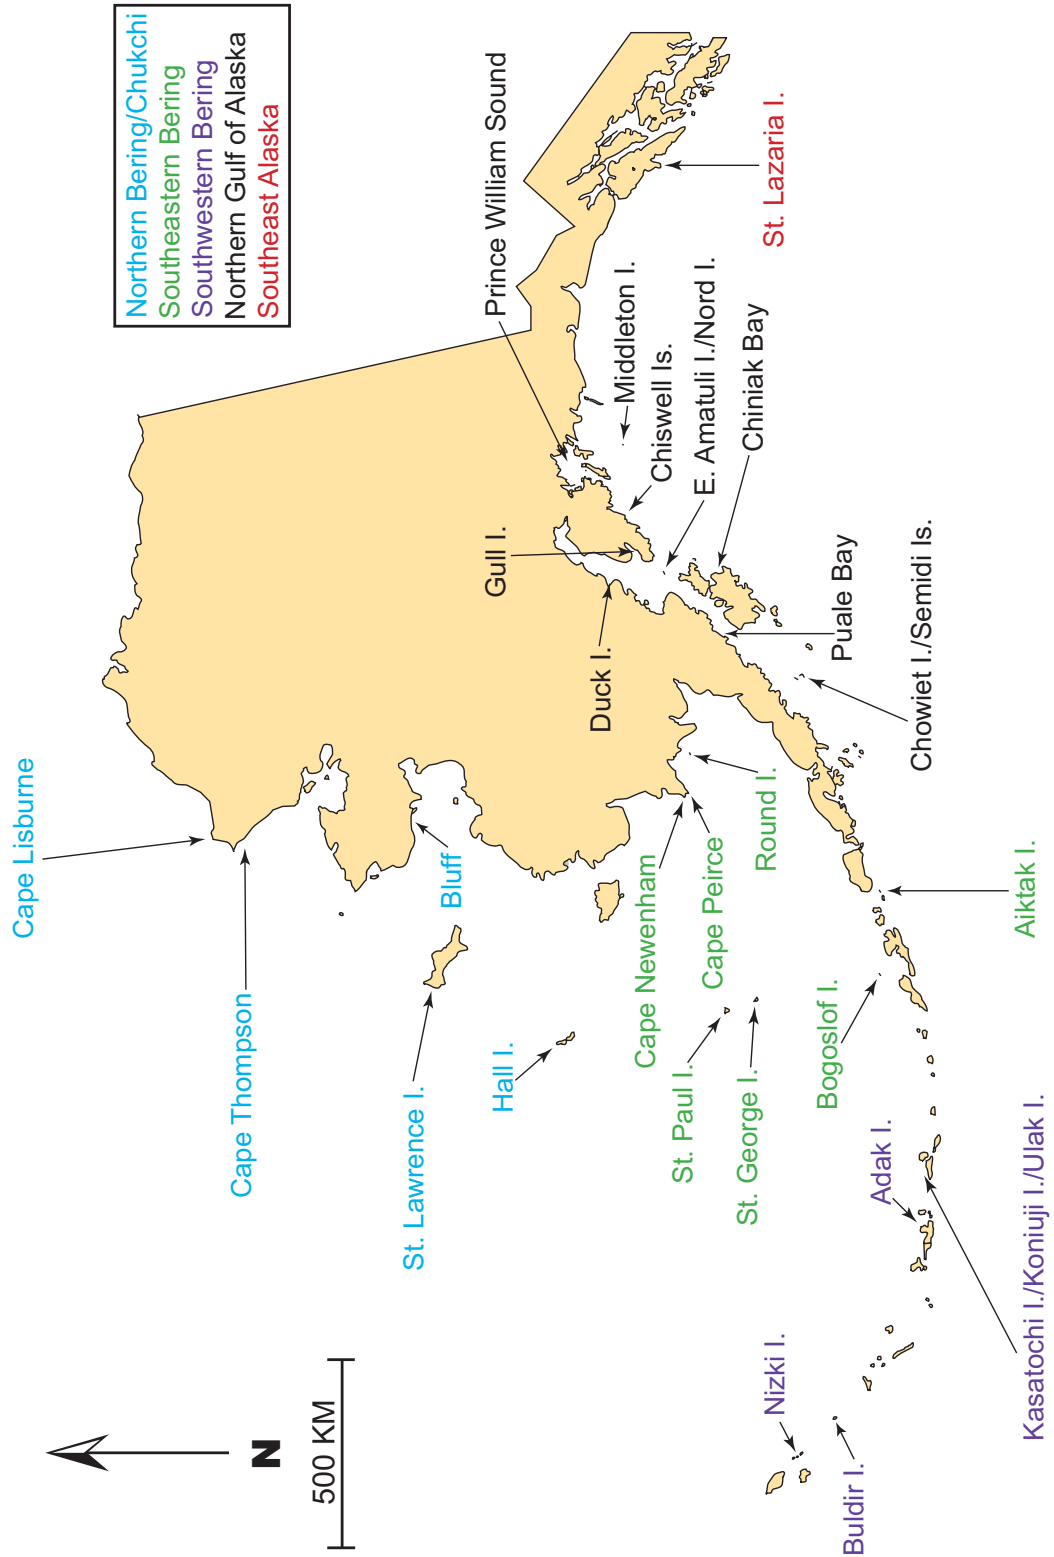 Northern Bering/Chukchi
Southeastern Bering
Southwestern Bering
Northern Gulf of Alaska
Southeast Alaska
N
500 KM
Cape Lisburne
Cape Thompson
Bluff
St. Lawrence I.
Hall I.
Cape Newenham
Cape Peirce
Round I.
St. Paul I.
St. George I.
Bogoslof I.
Aiktak I.
Adak I.
Kasatochi I./Koniuji I./Ulak I.
Nizki I.
Buldir I.
Prince William Sound
Middleton I.
Chiswell Is.
E. Amatuli I./Nord I.
Chiniak Bay
Gull I.
Duck I.
Puale Bay
Chowiet I./Semidi Is.
St. Lazaria I.